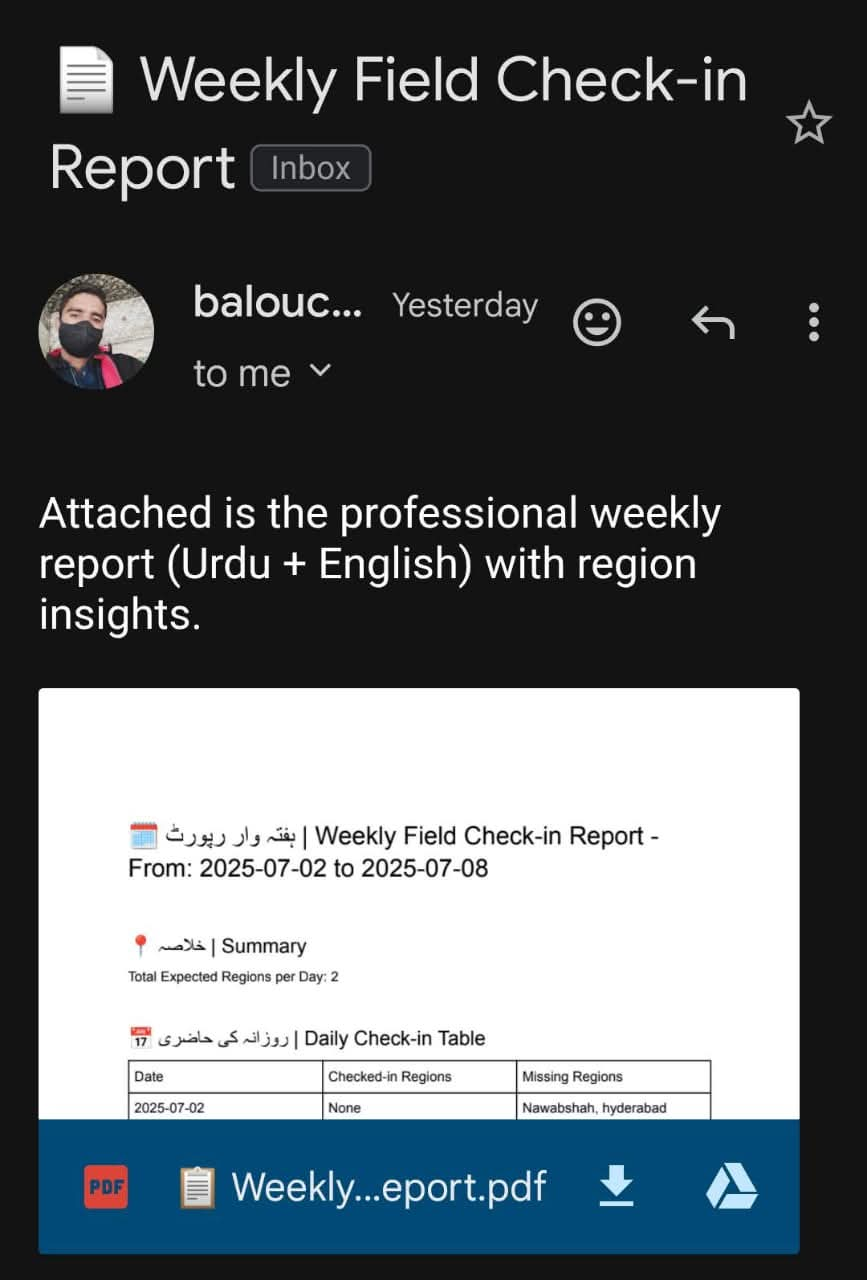 📄 Weekly Field Check-in
Report Inbox
balouc... Yesterday
to me
Attached is the professional weekly
report (Urdu + English) with region
insights.
🗓️ ہفتہ وار رپورٹ | Weekly Field Check-in Report -
From: 2025-07-02 to 2025-07-08
📍 خلاصہ | Summary
Total Expected Regions per Day: 2
📅 روزانہ کی حاضری | Daily Check-in Table
Date Checked-in Regions Missing Regions
2025-07-02 None Nawabshah, hyderabad
PDF 📋 Weekly...eport.pdf